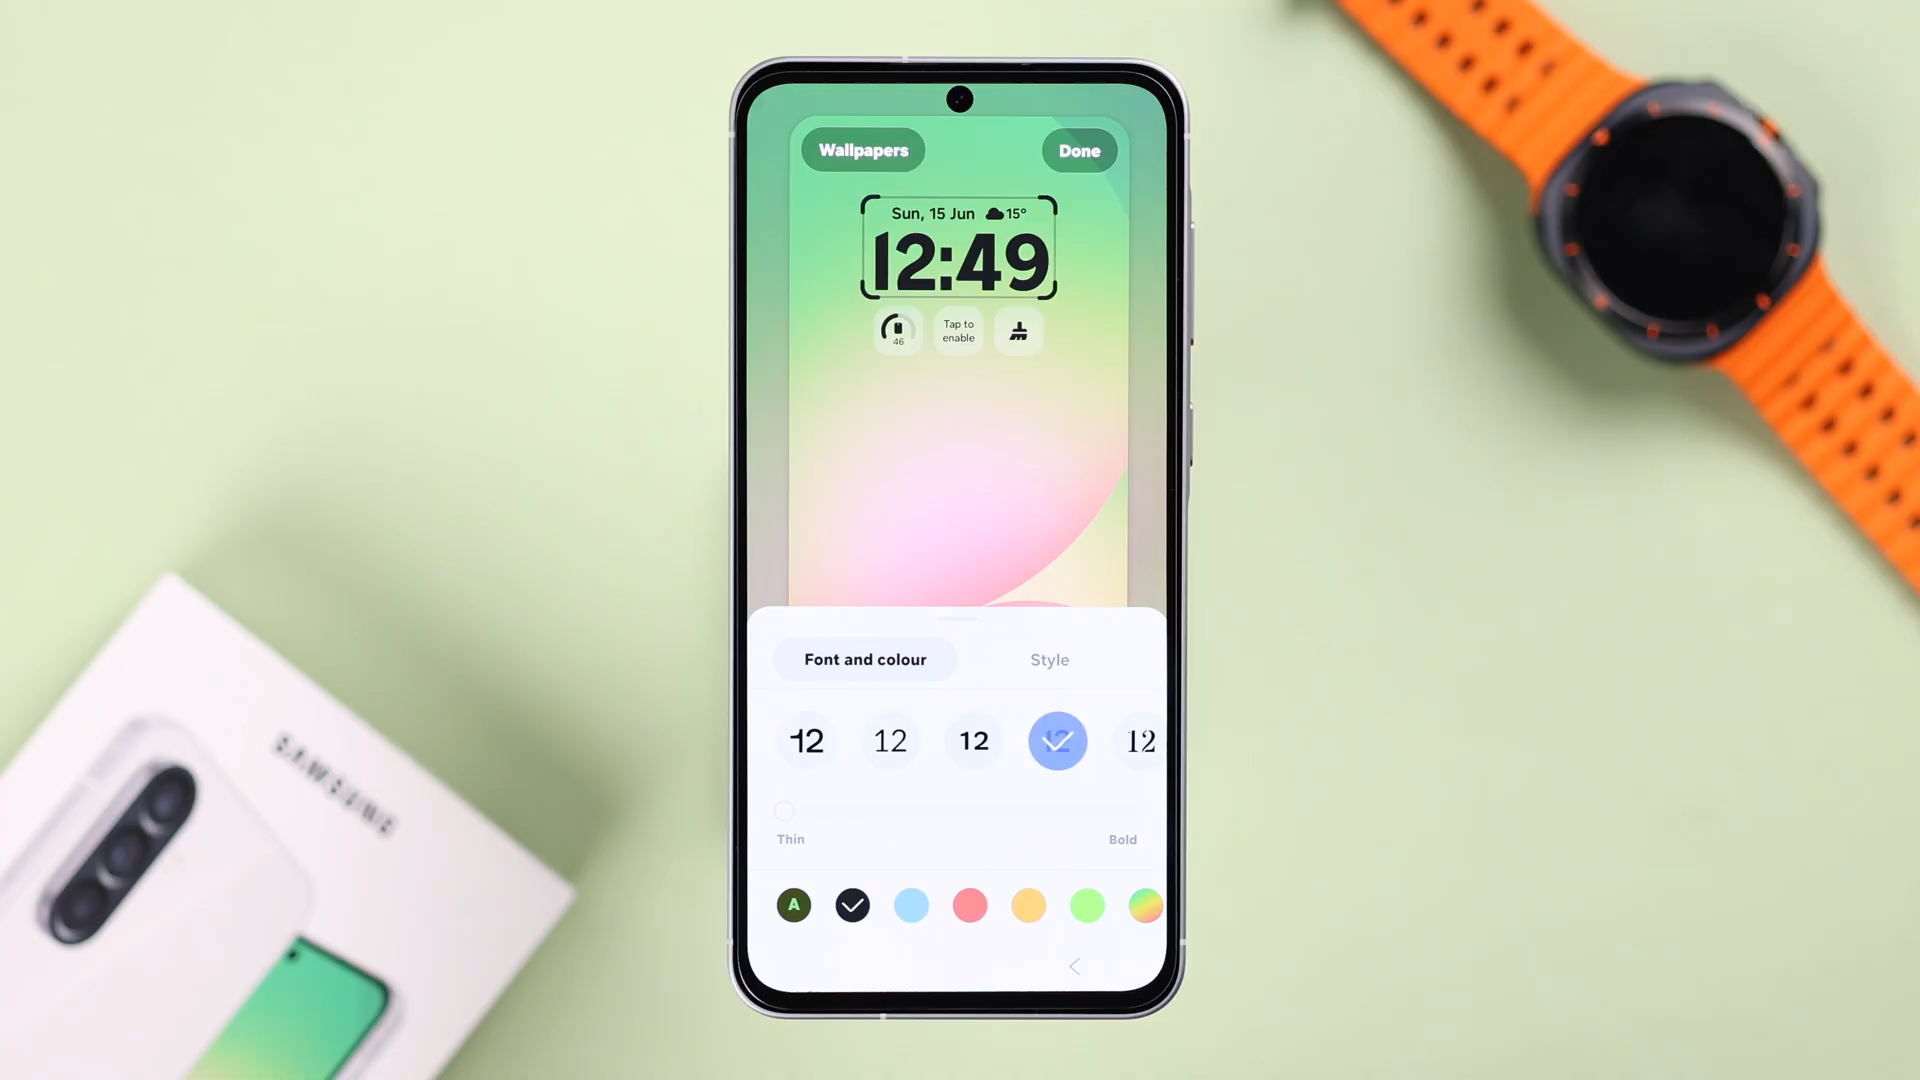 Wallpapers
Done
Sun, 15 Jun 15°
12:49
46
Tap to
enable
Font and colour
Style
12
12
12
12
12
Thin
Bold
A
SAMSUNG